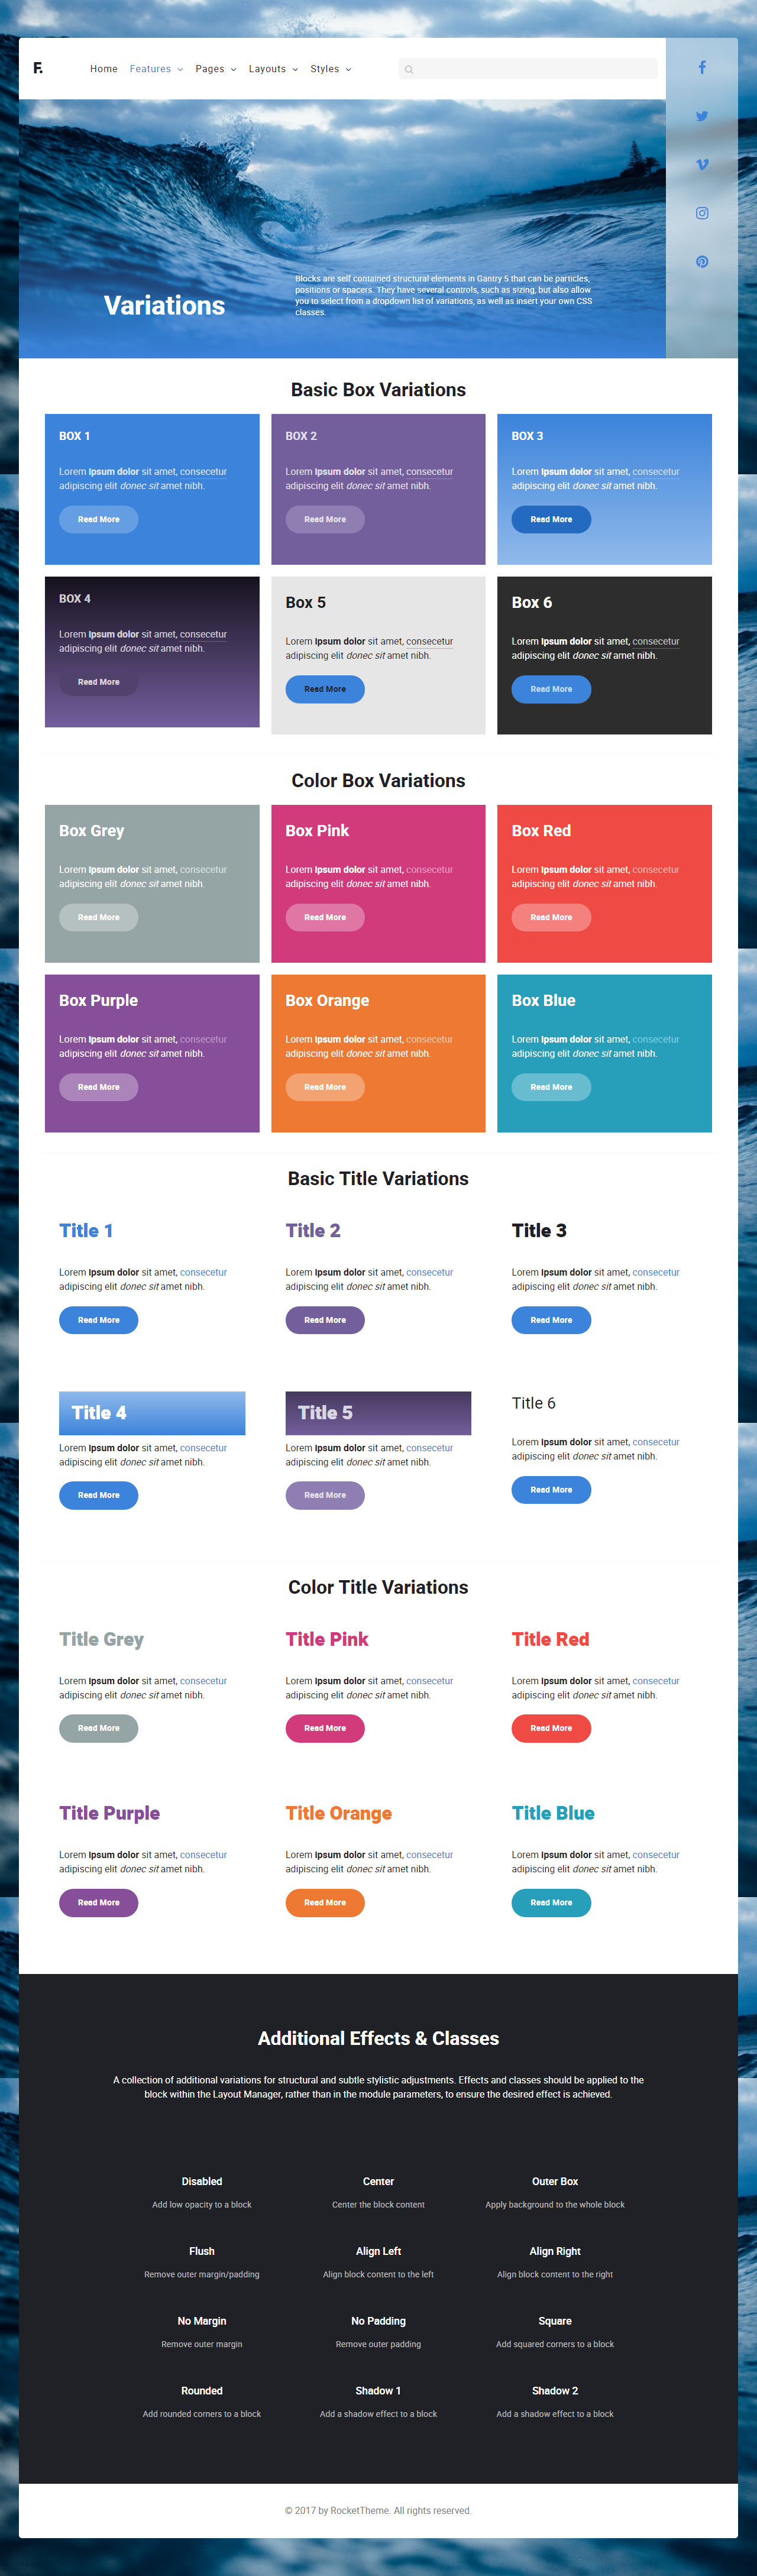 F.
Home Features Pages Layouts Styles
Variations
Blocks are self contained structural elements in Gantry 5 that can be particles,
positions or spacers. They have several controls, such as sizing, but also allow
you to select from a dropdown list of variations, as well as insert your own CSS
classes.
Basic Box Variations
BOX 1
Lorem ipsum dolor sit amet, consecetur
adipiscing elit donec sit amet nibh.
Read More
BOX 2
Lorem ipsum dolor sit amet, consecetur
adipiscing elit donec sit amet nibh.
Read More
BOX 3
Lorem ipsum dolor sit amet, consecetur
adipiscing elit donec sit amet nibh.
Read More
BOX 4
Lorem ipsum dolor sit amet, consecetur
adipiscing elit donec sit amet nibh.
Read More
Box 5
Lorem ipsum dolor sit amet, consecetur
adipiscing elit donec sit amet nibh.
Read More
Box 6
Lorem ipsum dolor sit amet, consecetur
adipiscing elit donec sit amet nibh.
Read More
Color Box Variations
Box Grey
Lorem ipsum dolor sit amet, consecetur
adipiscing elit donec sit amet nibh.
Read More
Box Pink
Lorem ipsum dolor sit amet, consecetur
adipiscing elit donec sit amet nibh.
Read More
Box Red
Lorem ipsum dolor sit amet, consecetur
adipiscing elit donec sit amet nibh.
Read More
Box Purple
Lorem ipsum dolor sit amet, consecetur
adipiscing elit donec sit amet nibh.
Read More
Box Orange
Lorem ipsum dolor sit amet, consecetur
adipiscing elit donec sit amet nibh.
Read More
Box Blue
Lorem ipsum dolor sit amet, consecetur
adipiscing elit donec sit amet nibh.
Read More
Basic Title Variations
Title 1
Lorem ipsum dolor sit amet, consecetur
adipiscing elit donec sit amet nibh.
Read More
Title 2
Lorem ipsum dolor sit amet, consecetur
adipiscing elit donec sit amet nibh.
Read More
Title 3
Lorem ipsum dolor sit amet, consecetur
adipiscing elit donec sit amet nibh.
Read More
Title 4
Lorem ipsum dolor sit amet, consecetur
adipiscing elit donec sit amet nibh.
Read More
Title 5
Lorem ipsum dolor sit amet, consecetur
adipiscing elit donec sit amet nibh.
Read More
Title 6
Lorem ipsum dolor sit amet, consecetur
adipiscing elit donec sit amet nibh.
Read More
Color Title Variations
Title Grey
Lorem ipsum dolor sit amet, consecetur
adipiscing elit donec sit amet nibh.
Read More
Title Pink
Lorem ipsum dolor sit amet, consecetur
adipiscing elit donec sit amet nibh.
Read More
Title Red
Lorem ipsum dolor sit amet, consecetur
adipiscing elit donec sit amet nibh.
Read More
Title Purple
Lorem ipsum dolor sit amet, consecetur
adipiscing elit donec sit amet nibh.
Read More
Title Orange
Lorem ipsum dolor sit amet, consecetur
adipiscing elit donec sit amet nibh.
Read More
Title Blue
Lorem ipsum dolor sit amet, consecetur
adipiscing elit donec sit amet nibh.
Read More
Additional Effects & Classes
A collection of additional variations for structural and subtle stylistic adjustments. Effects and classes should be applied to the
block within the Layout Manager, rather than in the module parameters, to ensure the desired effect is achieved.
Disabled
Add low opacity to a block
Center
Center the block content
Outer Box
Apply background to the whole block
Flush
Remove outer margin/padding
Align Left
Align block content to the left
Align Right
Align block content to the right
No Margin
Remove outer margin
No Padding
Remove outer padding
Square
Add squared corners to a block
Rounded
Add rounded corners to a block
Shadow 1
Add a shadow effect to a block
Shadow 2
Add a shadow effect to a block
© 2017 by RocketTheme. All rights reserved.